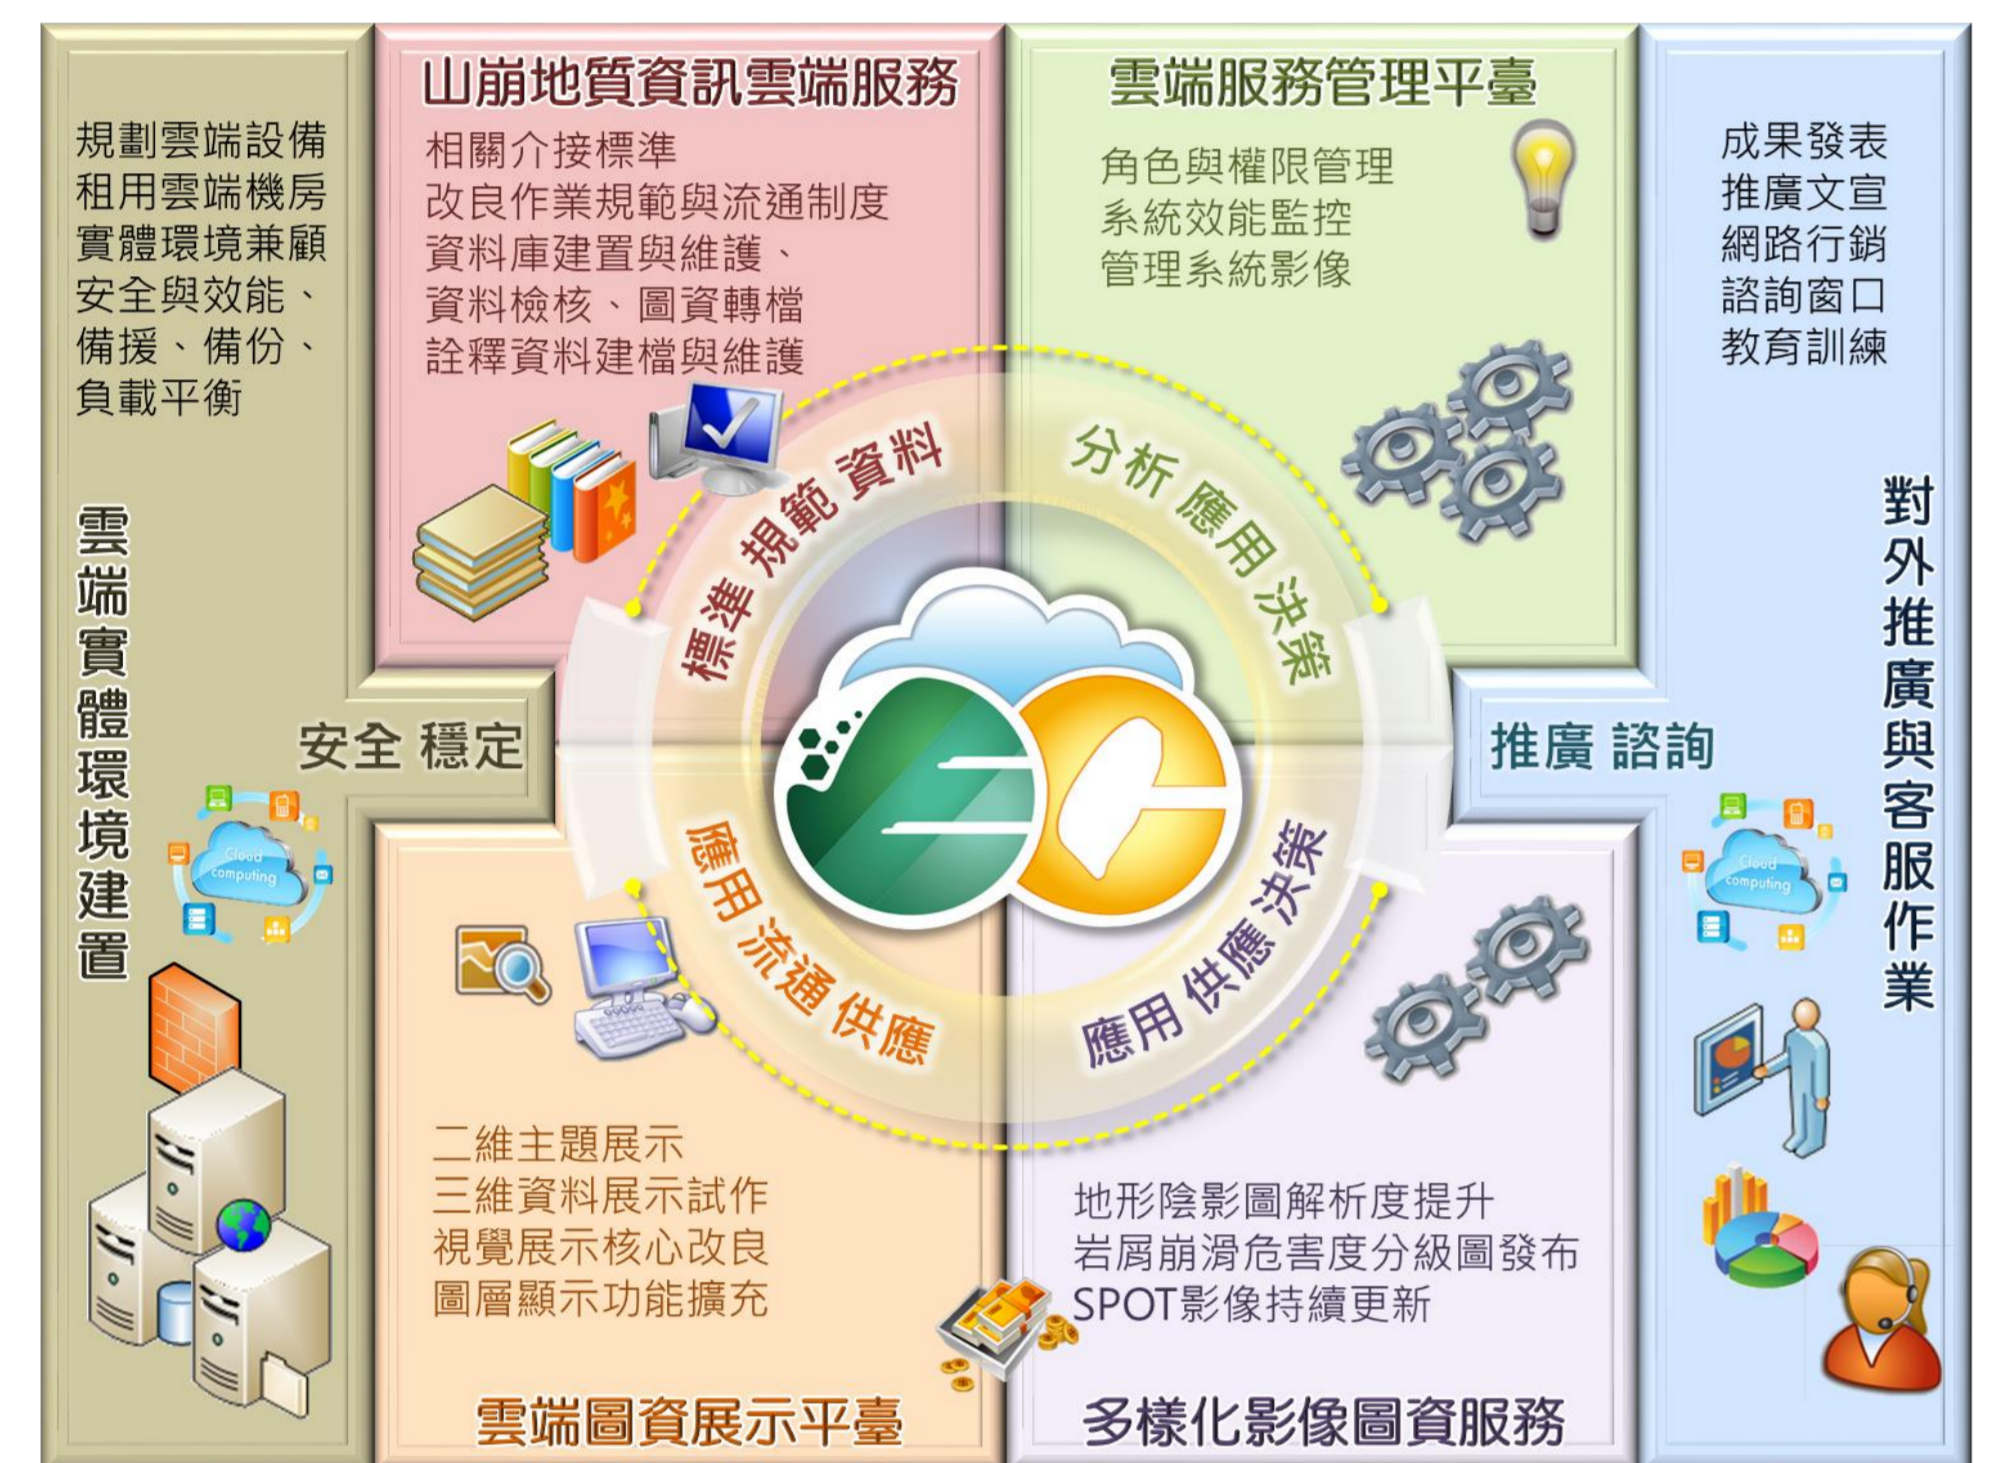 規劃雲端設備
租用雲端機房
實體環境兼顧
安全與效能、
備援、備份、
負載平衡
雲端實體環境建置
安全 穩定
Cloud
computing
山崩地質資訊雲端服務
相關介接標準
改良作業規範與流通制度
資料庫建置與維護、
資料檢核、圖資轉檔
詮釋資料建檔與維護
標準 規範 資料
雲端服務管理平臺
角色與權限管理
系統效能監控
管理系統影像
分析 應用 決策
應用 流通 供應
二維主題展示
三維資料展示試作
視覺展示核心改良
圖層顯示功能擴充
雲端圖資展示平臺
應用 供應 決策
地形陰影圖解析度提升
岩屑崩滑危害度分級圖發布
SPOT影像持續更新
多樣化影像圖資服務
成果發表
推廣文宣
網路行銷
諮詢窗口
教育訓練
對外推廣與客服作業
推廣 諮詢
Cloud
computing